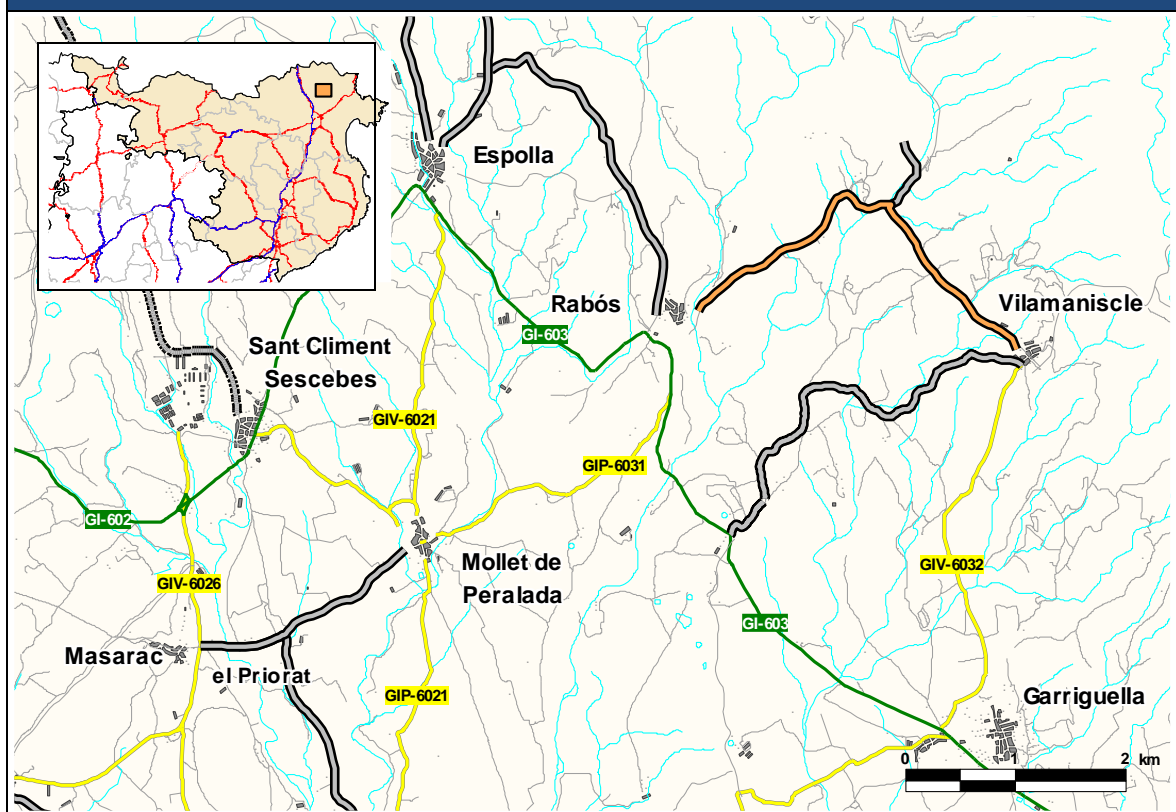 Espolla
Rabós
GI-603
Vilamaniscle
Sant Climent
Sescebes
GIV-6021
GIP-6031
GI-602
Mollet de
Peralada
GIV-6026
GIV-6032
GI-603
Masarac
el Priorat
GIP-6021
Garriguella
0 1 2 km